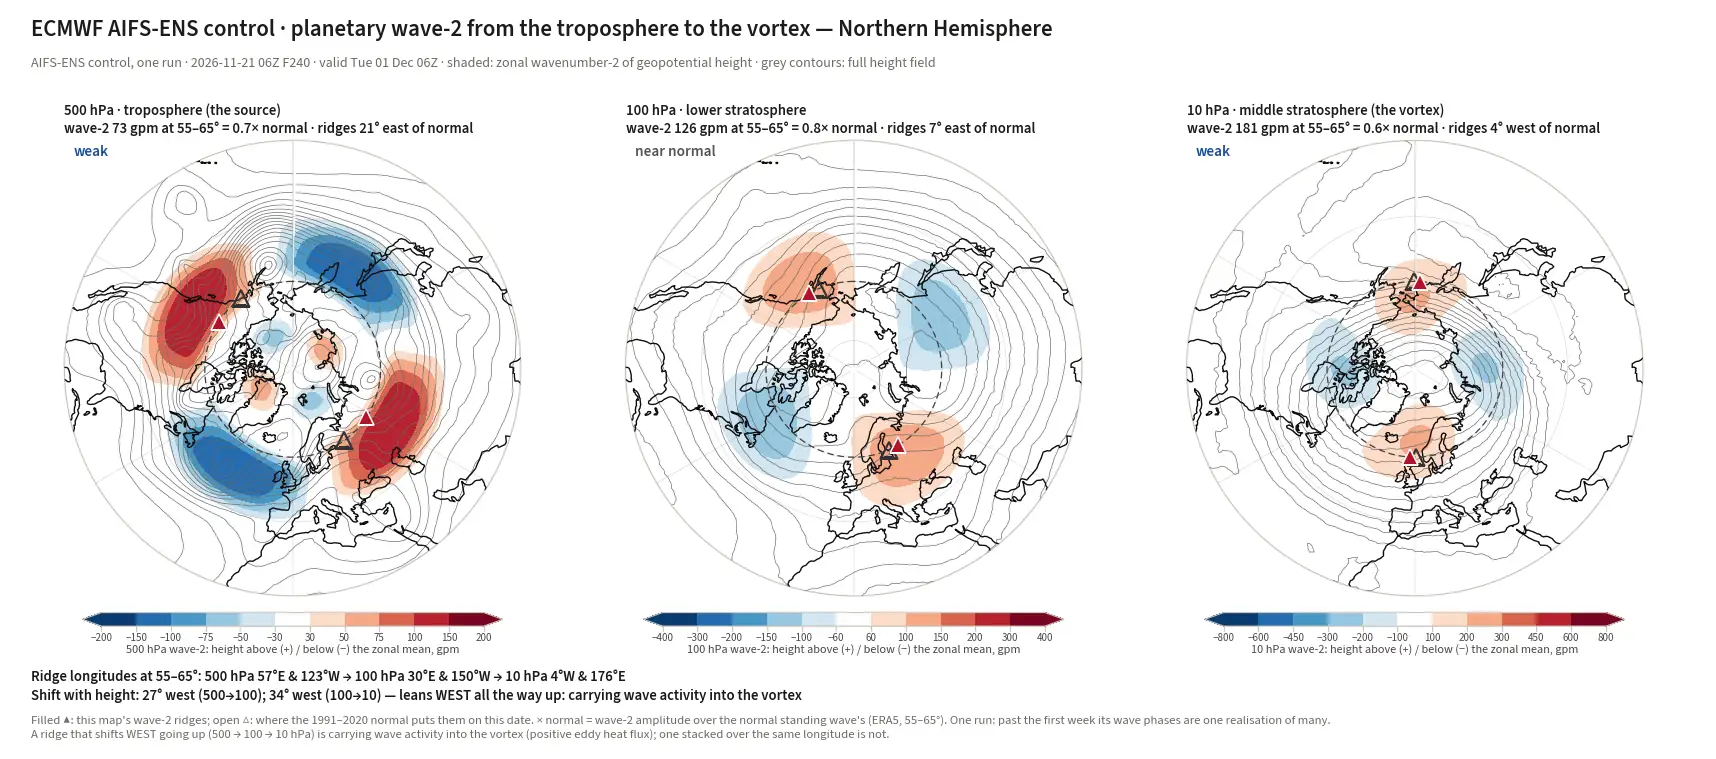 ECMWF AIFS-ENS control · planetary wave-2 from the troposphere to the vortex — Northern Hemisphere
AIFS-ENS control, one run · 2026-11-21 06Z F240 · valid Tue 01 Dec 06Z · shaded: zonal wavenumber-2 of geopotential height · grey contours: full height field
500 hPa · troposphere (the source)
wave-2 73 gpm at 55–65° = 0.7× normal · ridges 21° east of normal
weak
100 hPa · lower stratosphere
wave-2 126 gpm at 55–65° = 0.8× normal · ridges 7° east of normal
near normal
10 hPa · middle stratosphere (the vortex)
wave-2 181 gpm at 55–65° = 0.6× normal · ridges 4° west of normal
weak
−200 −150 −100 −75 −50 −30 30 50 75 100 150 200
500 hPa wave-2: height above (+) / below (−) the zonal mean, gpm
−400 −300 −200 −150 −100 −60 60 100 150 200 300 400
100 hPa wave-2: height above (+) / below (−) the zonal mean, gpm
−800 −600 −450 −300 −200 −100 100 200 300 450 600 800
10 hPa wave-2: height above (+) / below (−) the zonal mean, gpm
Ridge longitudes at 55–65°: 500 hPa 57°E & 123°W → 100 hPa 30°E & 150°W → 10 hPa 4°W & 176°E
Shift with height: 27° west (500→100); 34° west (100→10) — leans WEST all the way up: carrying wave activity into the vortex
Filled ▲: this map's wave-2 ridges; open △: where the 1991–2020 normal puts them on this date. × normal = wave-2 amplitude over the normal standing wave's (ERA5, 55–65°). One run: past the first week its wave phases are one realisation of many.
A ridge that shifts WEST going up (500 → 100 → 10 hPa) is carrying wave activity into the vortex (positive eddy heat flux); one stacked over the same longitude is not.